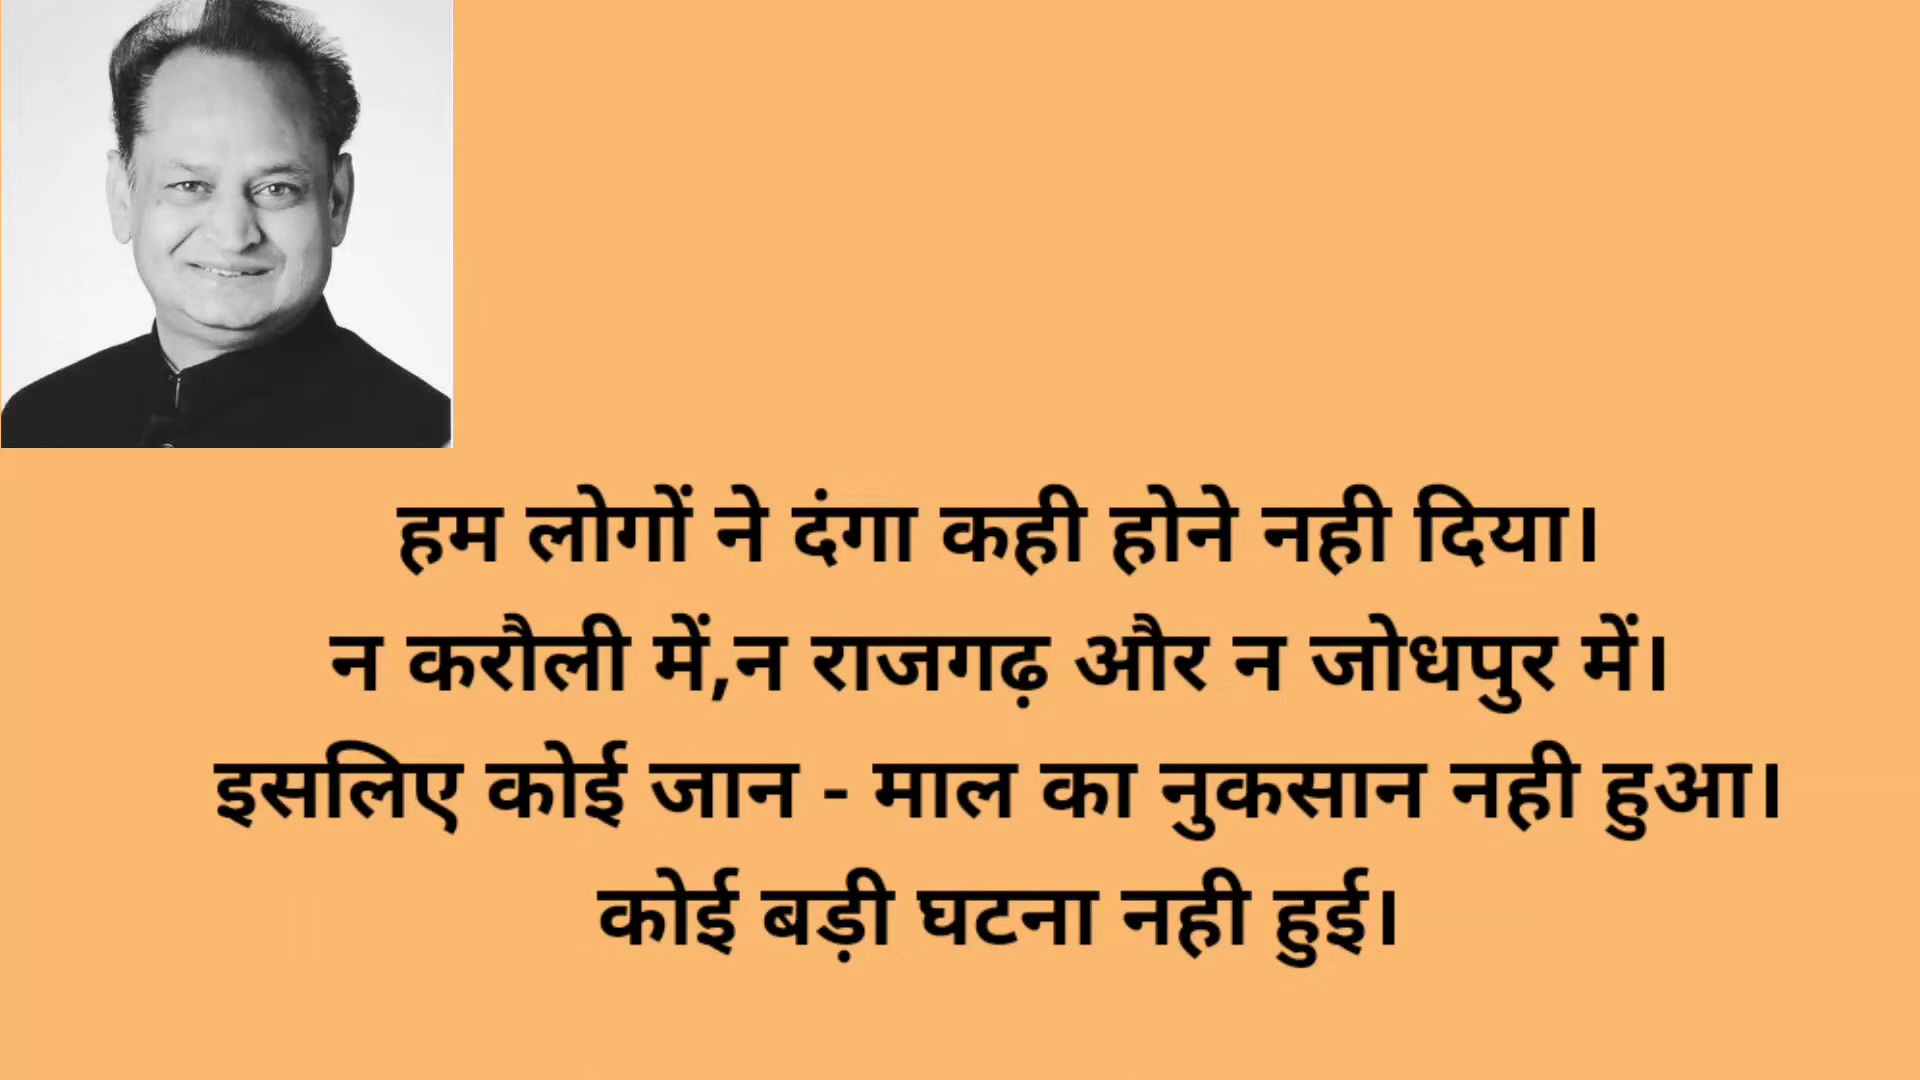 हम लोगों ने दंगा कही होने नही दिया।
न करौली में,न राजगढ़ और न जोधपुर में।
इसलिए कोई जान - माल का नुकसान नही हुआ।
कोई बड़ी घटना नही हुई।